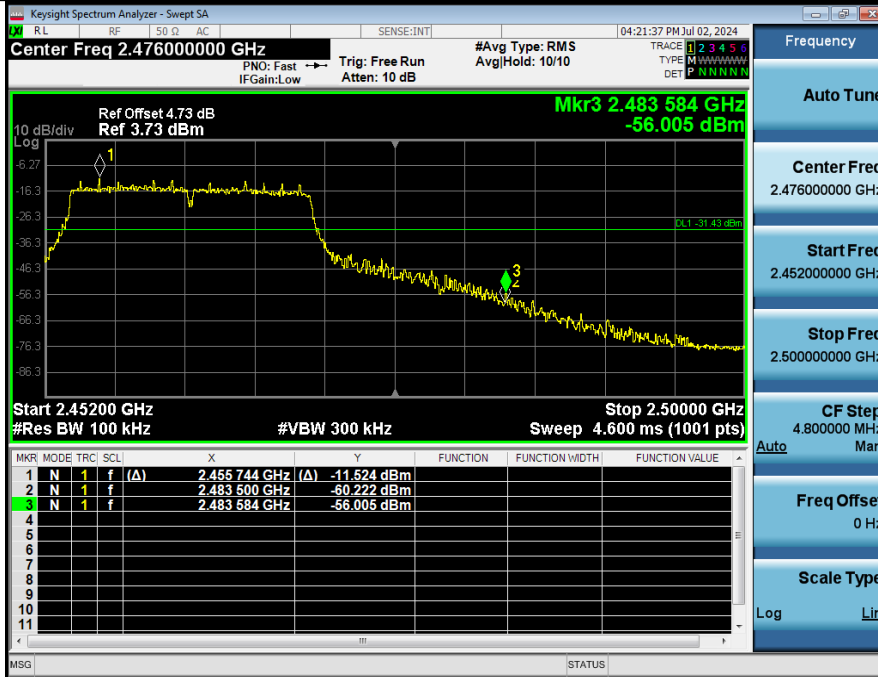 Keysight Spectrum Analyzer - Swept SA
LXI RL RF 50 Ω AC SENSE:INT 04:21:37 PM Jul 02, 2024
Center Freq 2.476000000 GHz
PNO: Fast
IFGain:Low
Trig: Free Run
Atten: 10 dB
#Avg Type: RMS
Avg|Hold: 10/10
TRACE 1 2 3 4 5 6
TYPE M W W W W W
DET P N N N N N
Ref Offset 4.73 dB
10 dB/div Ref 3.73 dBm
Log
Mkr3 2.483 584 GHz
-56.005 dBm
1
-6.27
-16.3
-26.3
DL1 -31.43 dBm
-36.3
-46.3
3
2
-56.3
-66.3
-76.3
-86.3
Start 2.45200 GHz Stop 2.50000 GHz
#Res BW 100 kHz #VBW 300 kHz Sweep 4.600 ms (1001 pts)
MKR MODE TRC SCL X Y FUNCTION FUNCTION WIDTH FUNCTION VALUE
1 N 1 f (Δ) 2.455 744 GHz (Δ) -11.524 dBm
2 N 1 f 2.483 500 GHz -60.222 dBm
3 N 1 f 2.483 584 GHz -56.005 dBm
4
5
6
7
8
9
10
11
MSG STATUS
Frequency
Auto Tune
Center Freq
2.476000000 GHz
Start Freq
2.452000000 GHz
Stop Freq
2.500000000 GHz
CF Step
4.800000 MHz
Auto Man
Freq Offset
0 Hz
Scale Type
Log Lin